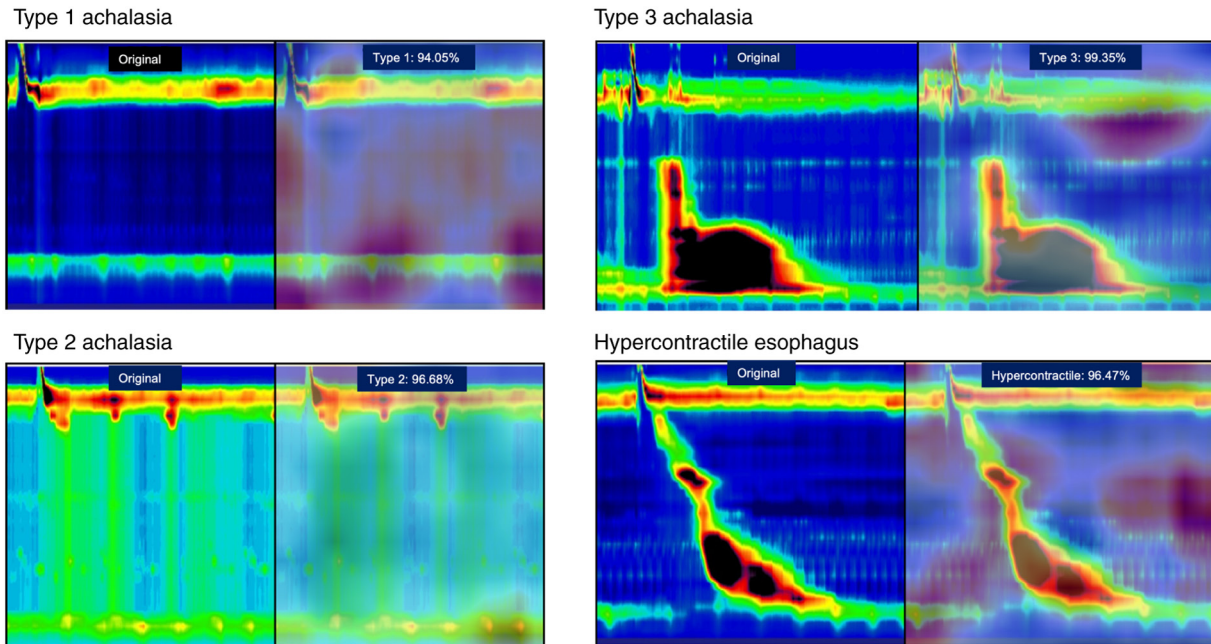 Type 1 achalasia
Original
Type 1: 94.05%
Type 3 achalasia
Original
Type 3: 99.35%
Type 2 achalasia
Original
Type 2: 96.68%
Hypercontractile esophagus
Original
Hypercontractile: 96.47%